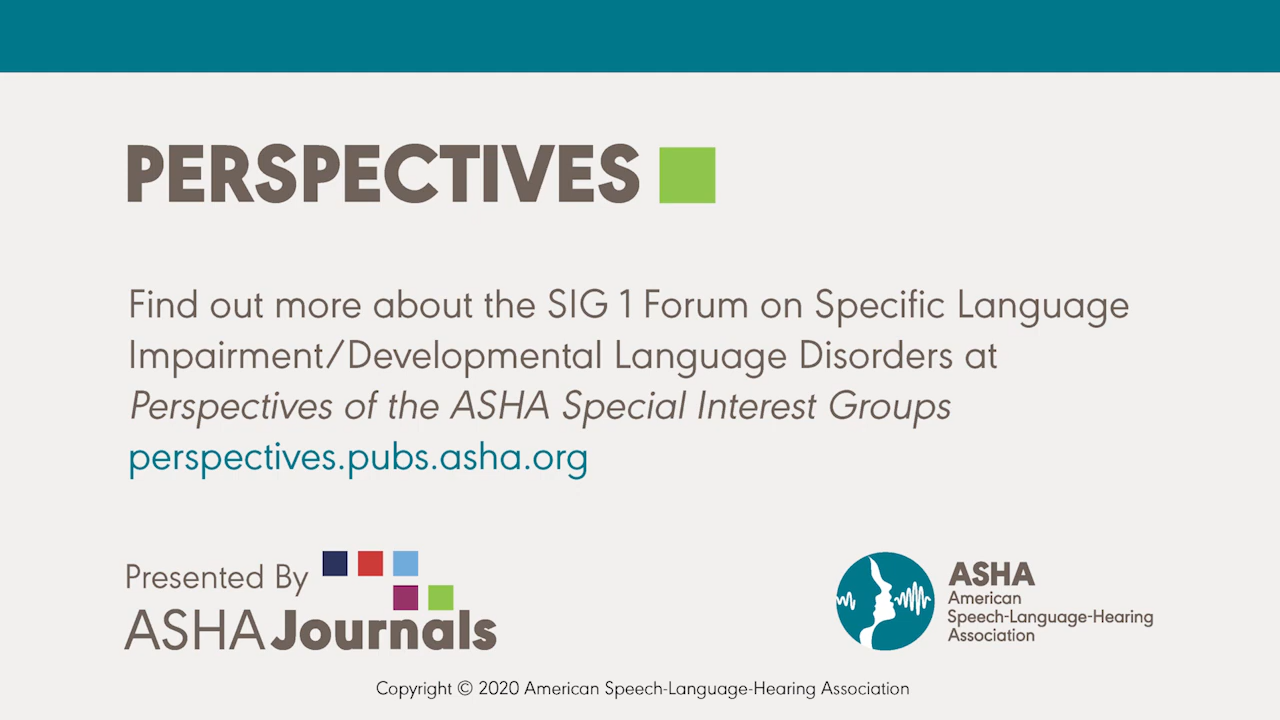 PERSPECTIVES
Find out more about the SIG 1 Forum on Specific Language
Impairment/Developmental Language Disorders at
Perspectives of the ASHA Special Interest Groups
perspectives.pubs.asha.org
Presented By
ASHA Journals
ASHA
American
Speech-Language-Hearing
Association
Copyright © 2020 American Speech-Language-Hearing Association